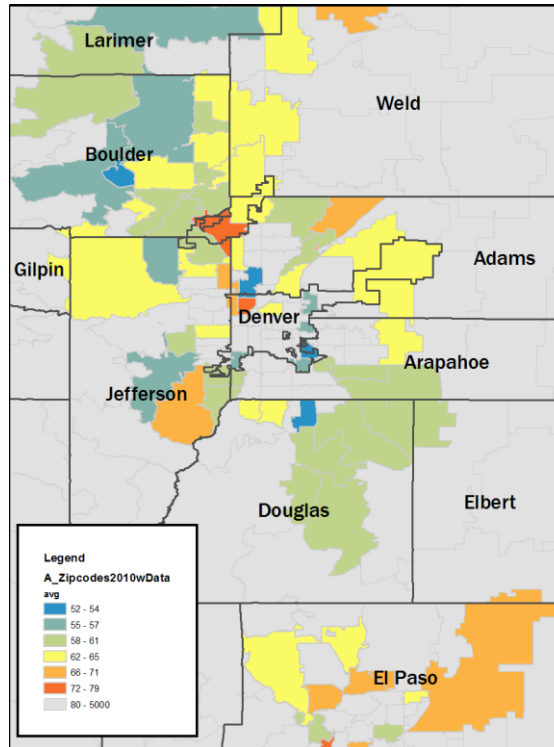 Larimer
Weld
Boulder
Gilpin
Adams
Denver
Arapahoe
Jefferson
Douglas
Elbert
Legend
A_Zipcodes2010wData
avg
52 - 54
55 - 57
58 - 61
62 - 65
66 - 71
72 - 79
80 - 5000
El Paso